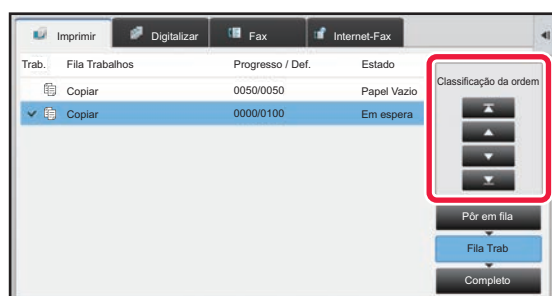 Imprimir Digitalizar Fax Internet-Fax
Trab. Fila Trabalhos Progresso / Def. Estado
Copiar 0050/0050 Papel Vazio
Copiar 0000/0100 Em espera
Classificação da ordem
Pôr em fila
Fila Trab
Completo